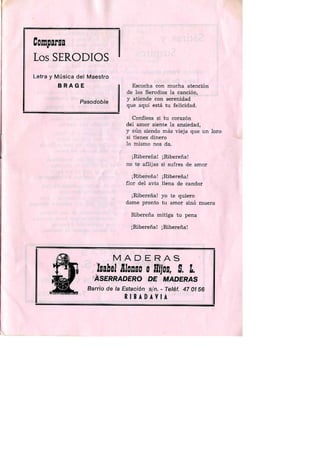 Comparsa
Los SERODIOS
Letra y Música del Maestro
BRAGE
Pasodoble
Escucha con mucha atención
de los Serodios la canción,
y atiende con serenidad
que aquí está tu felicidad.
Confiesa si tu corazón
del amor siente la ansiedad,
y aún siendo más vieja que un loro
si tienes dinero
lo mismo nos da.
¡Ribereña! ¡Ribereña!
no te aflijas si sufres de amor
¡Ribereña! ¡Ribereña!
flor del avia llena de candor
¡Ribereña! yo te quiero
dame pronto tu amor sinó muero
Ribereña mitiga tu pena
¡Ribereña! ¡Ribereña!
MADERAS
Isabel Alonso e Hijos, S. L.
ASERRADERO DE MADERAS
Barrio de la Estación s/n. - Teléf. 47 01 56
RIBADAVIA